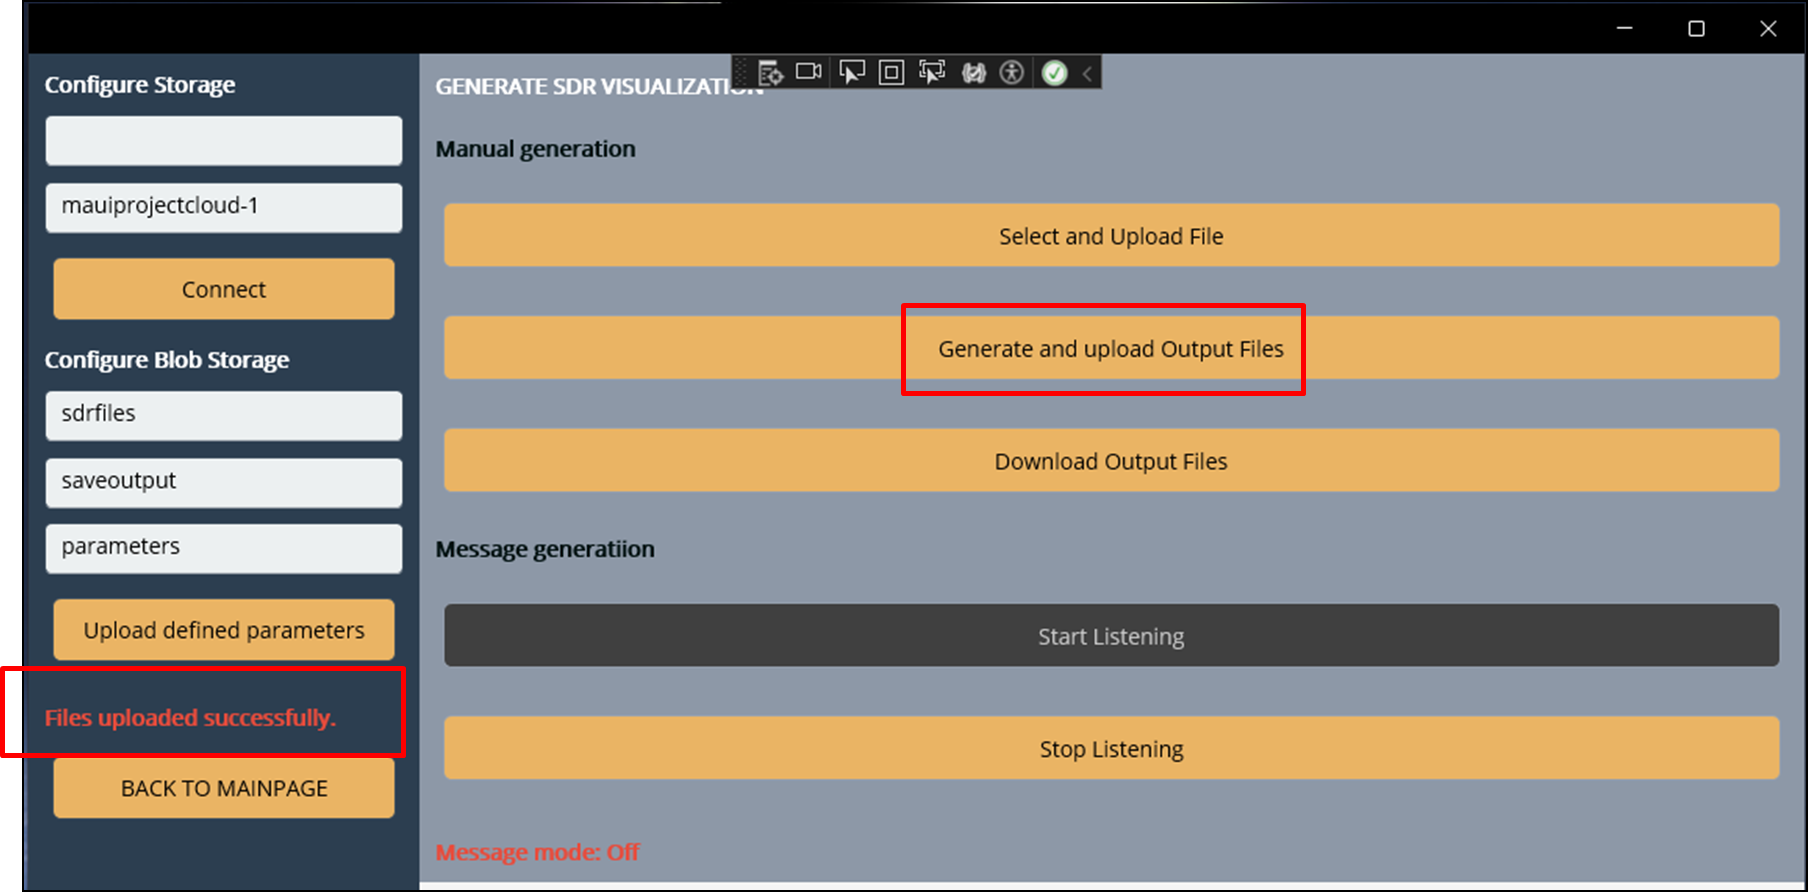 Configure Storage
mauiprojectcloud-1
Connect
Configure Blob Storage
sdrfiles
saveoutput
parameters
Upload defined parameters
Files uploaded successfully.
BACK TO MAINPAGE
GENERATE SDR VISUALIZATION
Manual generation
Select and Upload File
Generate and upload Output Files
Download Output Files
Message generatiion
Start Listening
Stop Listening
Message mode: Off